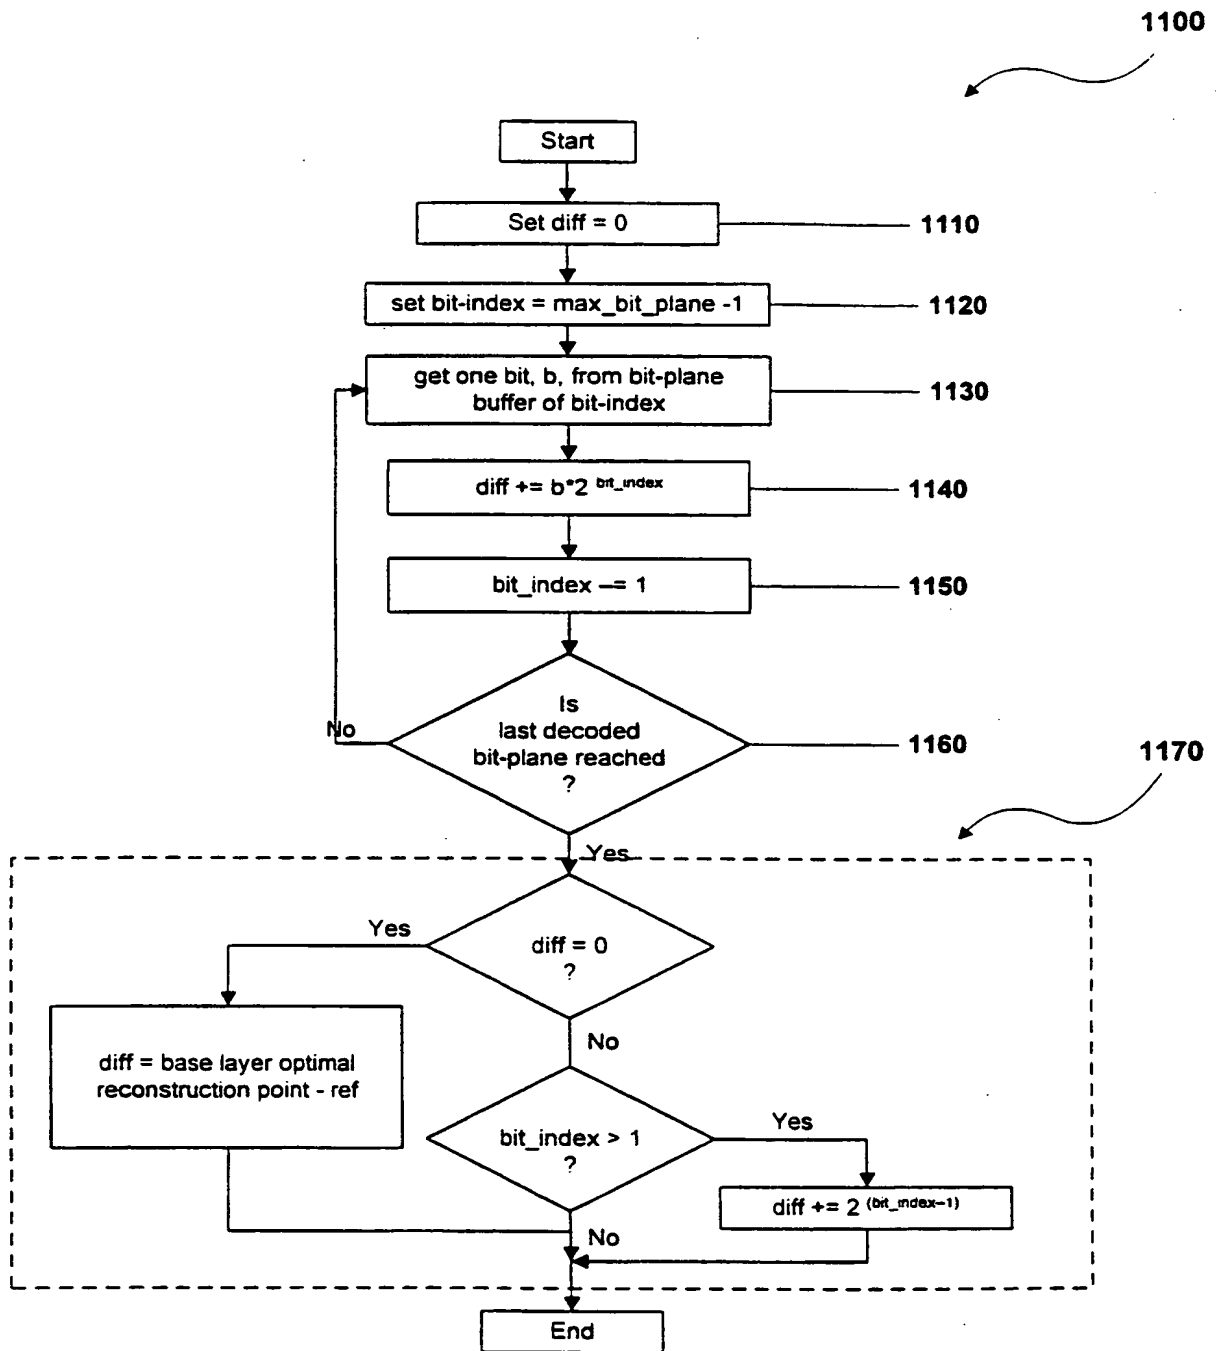 1100
Start
Set diff = 0
1110
set bit-index = max_bit_plane -1
1120
get one bit, b, from bit-plane
buffer of bit-index
1130
diff += b*2 bit_index
1140
bit_index -= 1
1150
Is
last decoded
bit-plane reached
?
No
1160
1170
Yes
diff = 0
?
Yes
No
diff = base layer optimal
reconstruction point - ref
bit_index > 1
?
Yes
diff += 2 (bit_index-1)
No
End